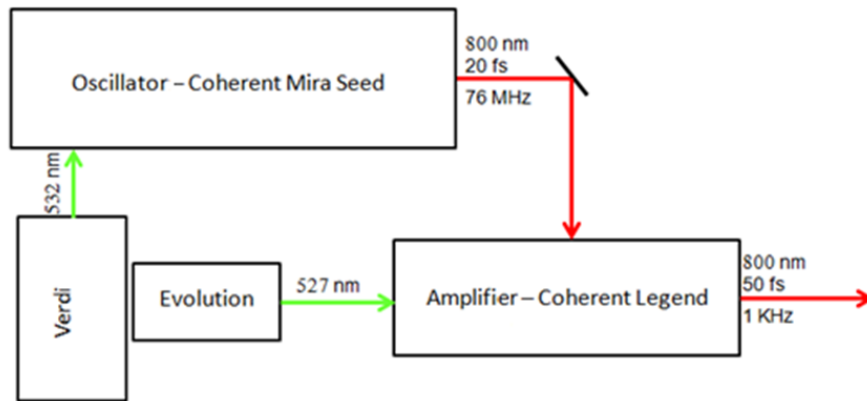 Oscillator – Coherent Mira Seed
800 nm
20 fs
76 MHz
532 nm
Verdi
Evolution
527 nm
Amplifier – Coherent Legend
800 nm
50 fs
1 KHz